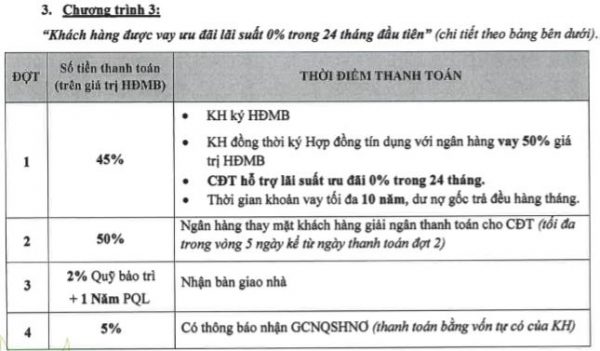 3. Chương trình 3:
"Khách hàng được vay ưu đãi lãi suất 0% trong 24 tháng đầu tiên" (chi tiết theo bảng bên dưới).
ĐỢT
Số tiền thanh toán
(trên giá trị HĐMB)
THỜI ĐIỂM THANH TOÁN
1
45%
• KH ký HĐMB
• KH đồng thời ký Hợp đồng tín dụng với ngân hàng vay 50% giá
trị HĐMB
• CĐT hỗ trợ lãi suất ưu đãi 0% trong 24 tháng.
• Thời gian khoản vay tối đa 10 năm, dư nợ gốc trả đều hàng tháng.
2
50%
Ngân hàng thay mặt khách hàng giải ngân thanh toán cho CĐT (tối đa
trong vòng 5 ngày kể từ ngày thanh toán đợt 2)
3
2% Quỹ bảo trì
+ 1 Năm PQL
Nhận bàn giao nhà
4
5%
Có thông báo nhận GCNQSHNƠ (thanh toán bằng vốn tự có của KH)